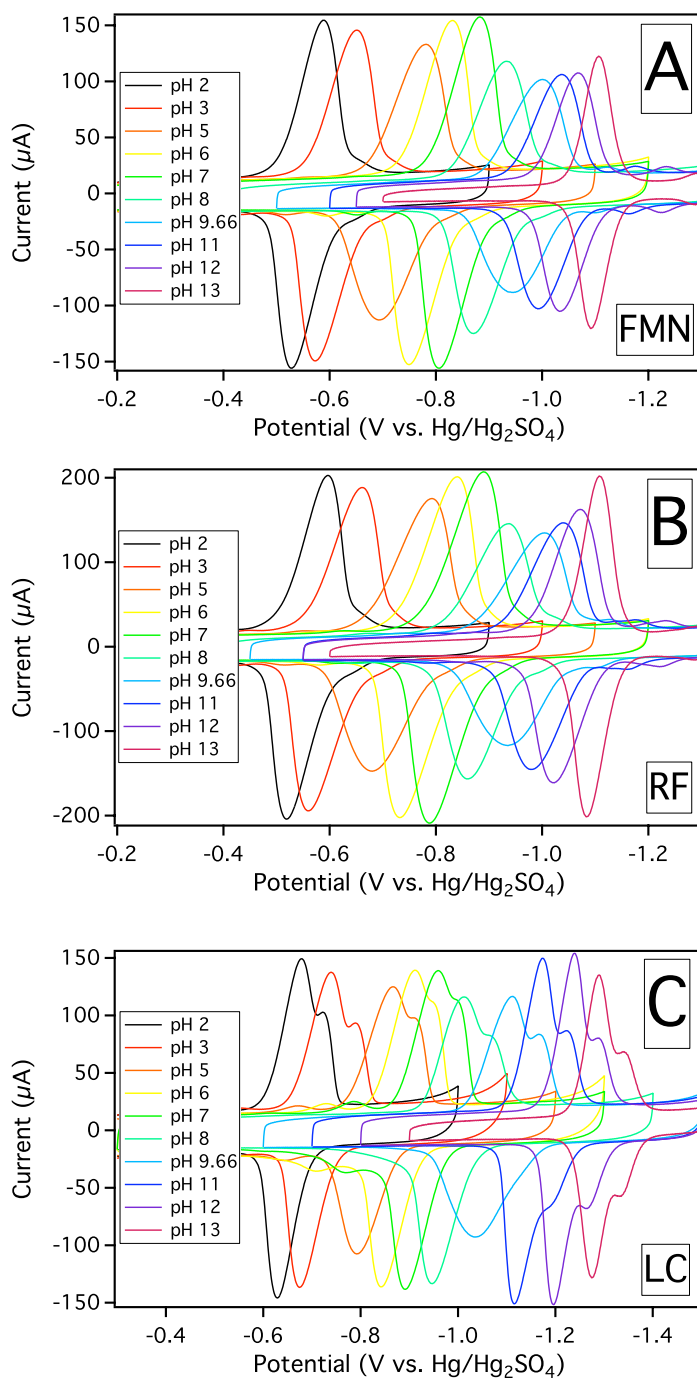 150
100
50
0
-50
-100
-150
Current (µA)
pH 2
pH 3
pH 5
pH 6
pH 7
pH 8
pH 9.66
pH 11
pH 12
pH 13
A
FMN
-0.2 -0.4 -0.6 -0.8 -1.0 -1.2
Potential (V vs. Hg/Hg₂SO₄)
200
100
0
-100
-200
Current (µA)
pH 2
pH 3
pH 5
pH 6
pH 7
pH 8
pH 9.66
pH 11
pH 12
pH 13
B
RF
-0.2 -0.4 -0.6 -0.8 -1.0 -1.2
Potential (V vs. Hg/Hg₂SO₄)
150
100
50
0
-50
-100
-150
Current (µA)
pH 2
pH 3
pH 5
pH 6
pH 7
pH 8
pH 9.66
pH 11
pH 12
pH 13
C
LC
-0.4 -0.6 -0.8 -1.0 -1.2 -1.4
Potential (V vs. Hg/Hg₂SO₄)